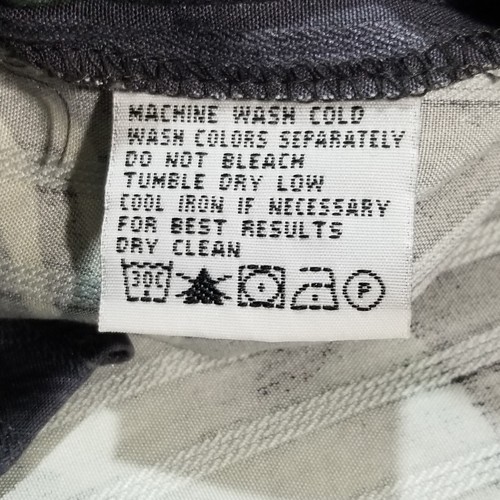 MACHINE WASH COLD
WASH COLORS SEPARATELY
DO NOT BLEACH
TUMBLE DRY LOW
COOL IRON IF NECESSARY
FOR BEST RESULTS
DRY CLEAN
30C P